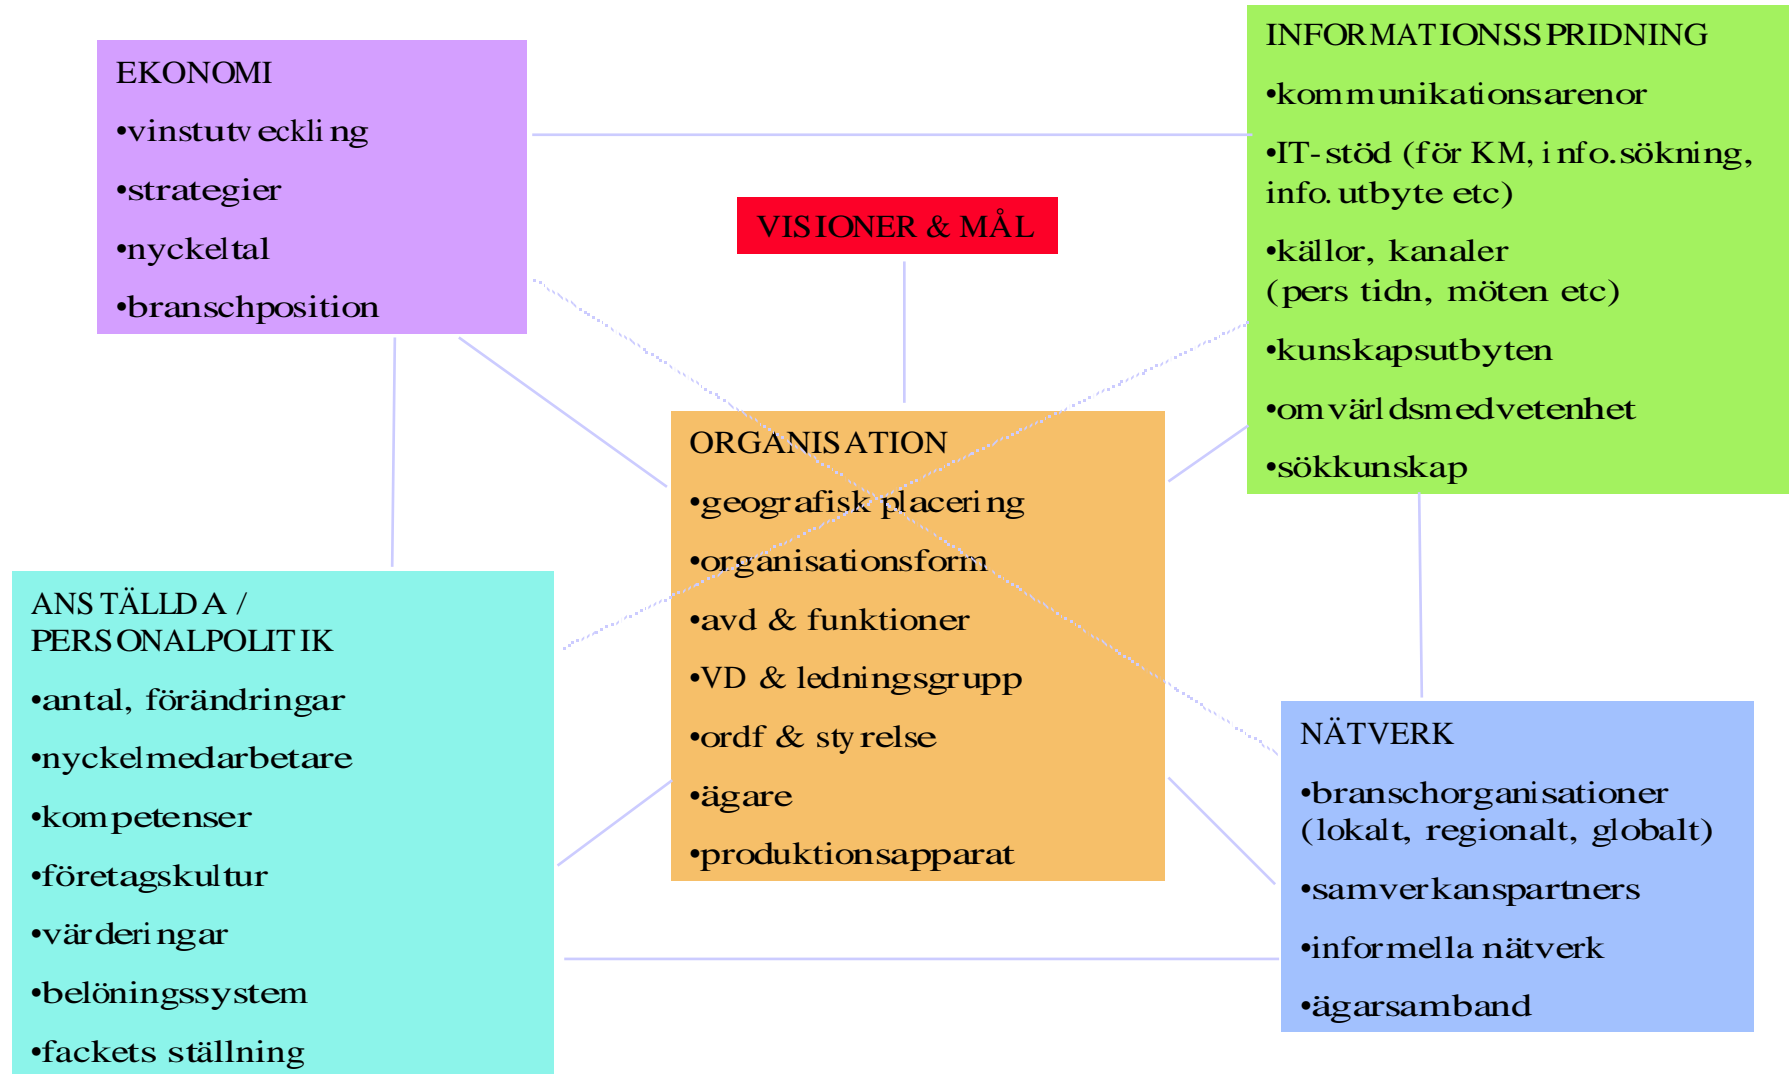 EKONOMI
•vinstutveckling
•strategier
•nyckeltal
•branschposition
VISIONER & MÅL
INFORMATIONSSPRIDNING
•kommunikationsarenor
•IT-stöd (för KM, info.sökning,
info.utbyte etc)
•källor, kanaler
(pers tidn, möten etc)
•kunskapsutbyten
•omvärldsmedvetenhet
•sökkunskap
ORGANISATION
•geografisk placering
•organisationsform
•avd & funktioner
•VD & ledningsgrupp
•ordf & styrelse
•ägare
•produktionsapparat
ANSTÄLLDA /
PERSONALPOLITIK
•antal, förändringar
•nyckelmedarbetare
•kompetenser
•företagskultur
•värderingar
•belöningssystem
•fackets ställning
NÄTVERK
•branschorganisationer
(lokalt, regionalt, globalt)
•samverkanspartners
•informella nätverk
•ägarsamband